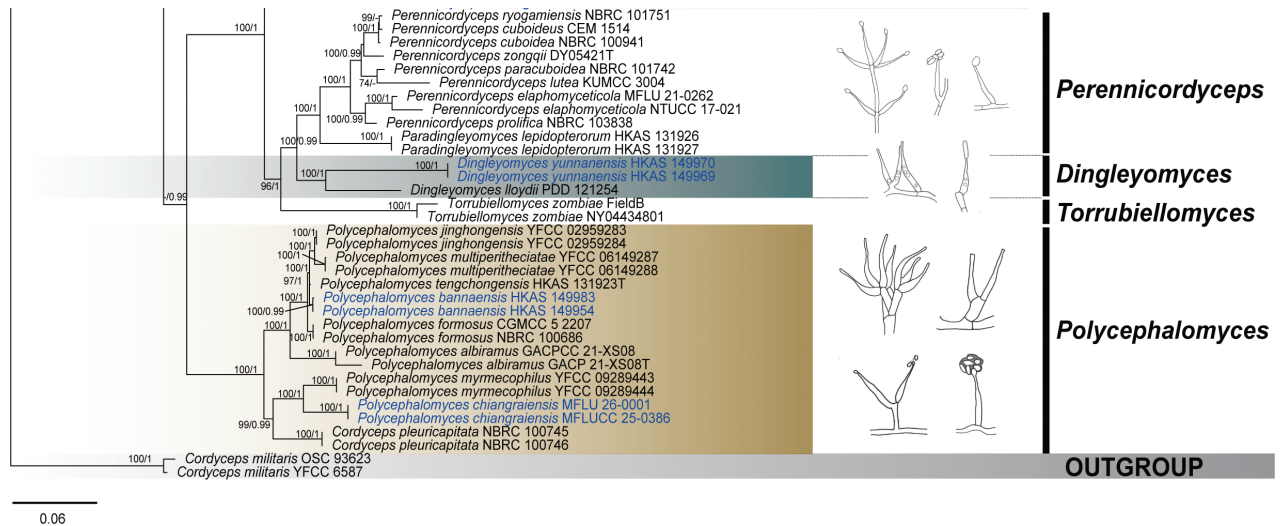 99/-
Perennicordyceps ryogamiensis NBRC 101751
100/1
100/1
Perennicordyceps cuboideus CEM 1514
Perennicordyceps cuboidea NBRC 100941
100/0.99
Perennicordyceps zongqii DY05421T
Perennicordyceps paracuboidea NBRC 101742
100/1
74/-
Perennicordyceps lutea KUMCC 3004
Perennicordyceps
100/1
Perennicordyceps elaphomyceticola MFLU 21-0262
Perennicordyceps elaphomyceticola NTUCC 17-021
100/1
100/0.99
Perennicordyceps prolifica NBRC 103838
100/0.99
100/1
Paradingleyomyces lepidopterorum HKAS 131926
Paradingleyomyces lepidopterorum HKAS 131927
100/1
Dingleyomyces yunnanensis HKAS 149970
Dingleyomyces yunnanensis HKAS 149969
Dingleyomyces
96/1
Dingleyomyces lloydii PDD 121254
-/0.99
100/1
Torrubiellomyces zombiae FieldB
Torrubiellomyces zombiae NY04434801
Torrubiellomyces
100/1
Polycephalomyces jinghongensis YFCC 02959283
100/1
Polycephalomyces jinghongensis YFCC 02959284
100/1
Polycephalomyces multiperitheciatae YFCC 06149287
100/1
Polycephalomyces multiperitheciatae YFCC 06149288
97/1
Polycephalomyces tengchongensis HKAS 131923T
100/1
Polycephalomyces bannaensis HKAS 149983
100/0.99
Polycephalomyces bannaensis HKAS 149954
100/1
Polycephalomyces formosus CGMCC 5 2207
100/1
Polycephalomyces formosus NBRC 100686
Polycephalomyces
100/1
Polycephalomyces albiramus GACPCC 21-XS08
Polycephalomyces albiramus GACP 21-XS08T
100/1
100/1
Polycephalomyces myrmecophilus YFCC 09289443
Polycephalomyces myrmecophilus YFCC 09289444
100/1
100/1
Polycephalomyces chiangraiensis MFLU 26-0001
Polycephalomyces chiangraiensis MFLUCC 25-0386
99/0.99
100/1
Cordyceps pleuricapitata NBRC 100745
Cordyceps pleuricapitata NBRC 100746
100/1
Cordyceps militaris OSC 93623
Cordyceps militaris YFCC 6587
OUTGROUP
0.06